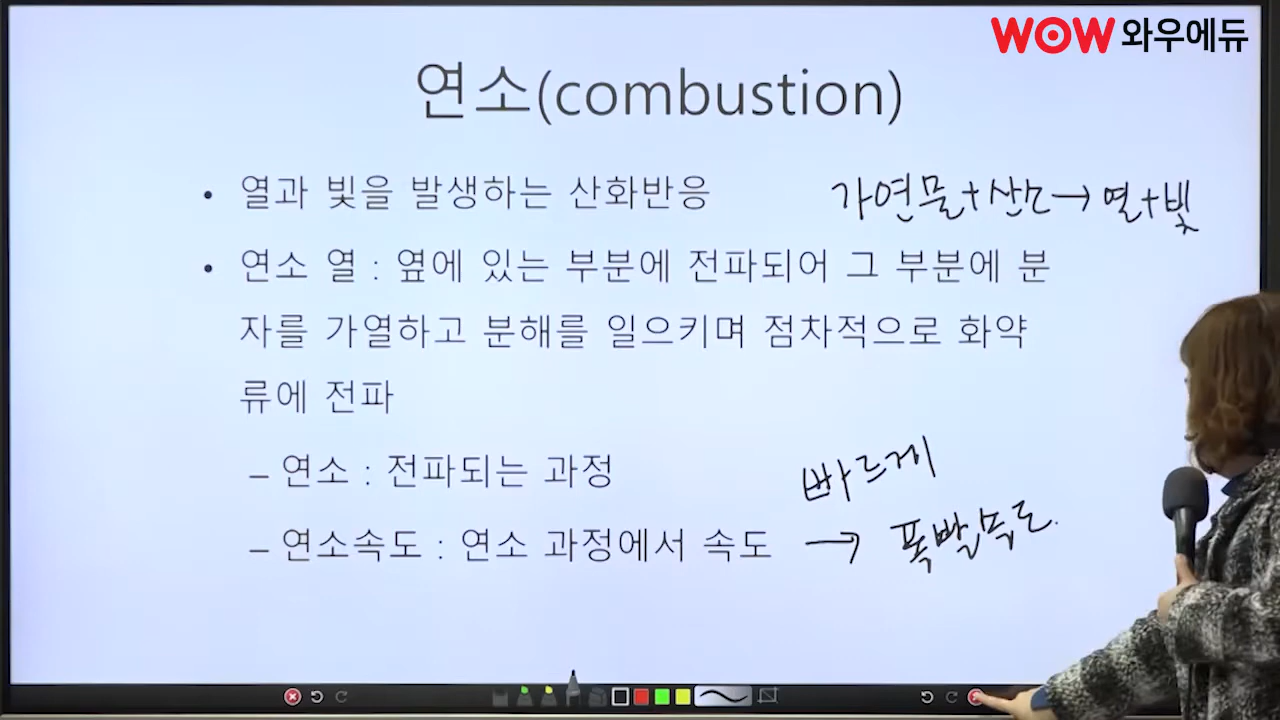 WOW 와우에듀
연소(combustion)
• 열과 빛을 발생하는 산화반응
가연물+산소→열+빛
• 연소 열 : 옆에 있는 부분에 전파되어 그 부분에 분
자를 가열하고 분해를 일으키며 점차적으로 화약
류에 전파
– 연소 : 전파되는 과정
빠르게
– 연소속도 : 연소 과정에서 속도
→ 폭발속도.